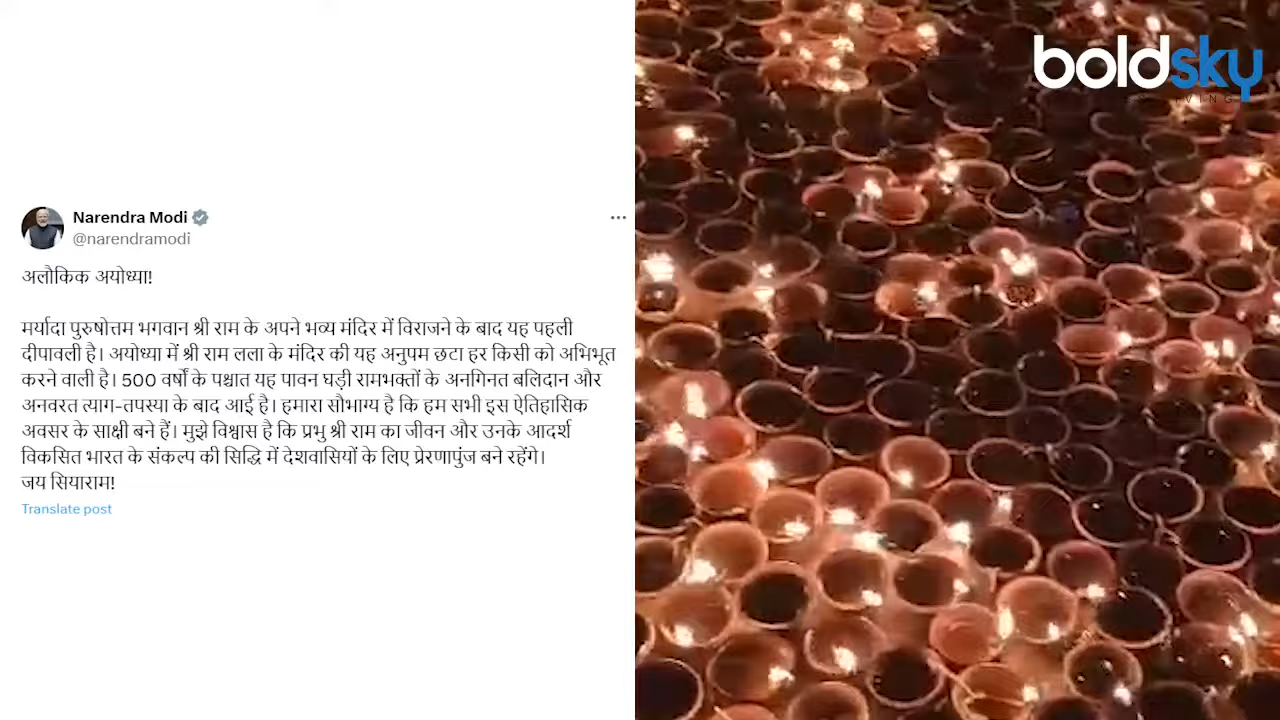 boldsky
Narendra Modi
@narendramodi
अलौकिक अयोध्या!
मर्यादा पुरुषोत्तम भगवान श्री राम के अपने भव्य मंदिर में विराजने के बाद यह पहली
दीपावली है। अयोध्या में श्री राम लला के मंदिर की यह अनुपम छटा हर किसी को अभिभूत
करने वाली है। 500 वर्षों के पश्चात यह पावन घड़ी रामभक्तों के अनगिनत बलिदान और
अनवरत त्याग-तपस्या के बाद आई है। हमारा सौभाग्य है कि हम सभी इस ऐतिहासिक
अवसर के साक्षी बने हैं। मुझे विश्वास है कि प्रभु श्री राम का जीवन और उनके आदर्श
विकसित भारत के संकल्प की सिद्धि में देशवासियों के लिए प्रेरणापुंज बने रहेंगे।
जय सियाराम!
Translate post